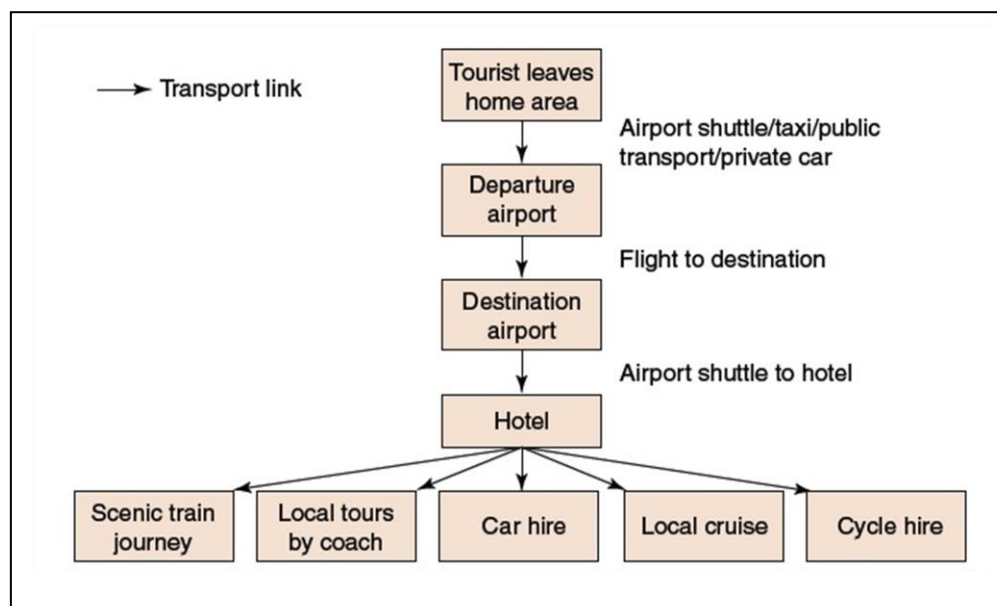 Transport link
Tourist leaves
home area
Airport shuttle/taxi/public
transport/private car
Departure
airport
Flight to destination
Destination
airport
Airport shuttle to hotel
Hotel
Scenic train
journey
Local tours
by coach
Car hire
Local cruise
Cycle hire